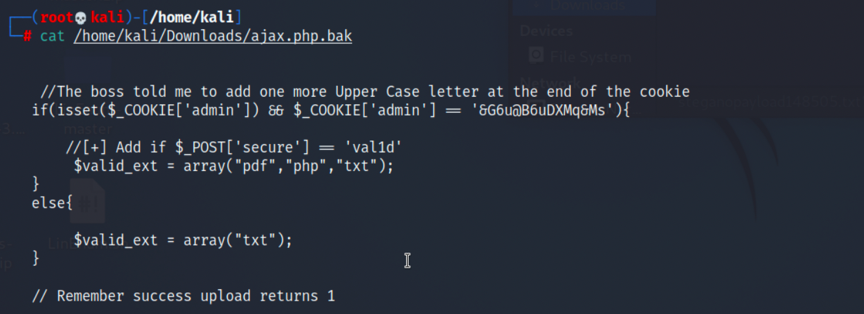 (root💀kali)-[/home/kali]
# cat /home/kali/Downloads/ajax.php.bak
Devices
File System
Network
//The boss told me to add one more Upper Case letter at the end of the cookie
if(isset($_COOKIE['admin']) && $_COOKIE['admin'] == '&G6u@B6uDXMq&Ms'){
//[+] Add if $_POST['secure'] == 'val1d'
$valid_ext = array("pdf","php","txt");
}
else{
$valid_ext = array("txt");
}
// Remember success upload returns 1